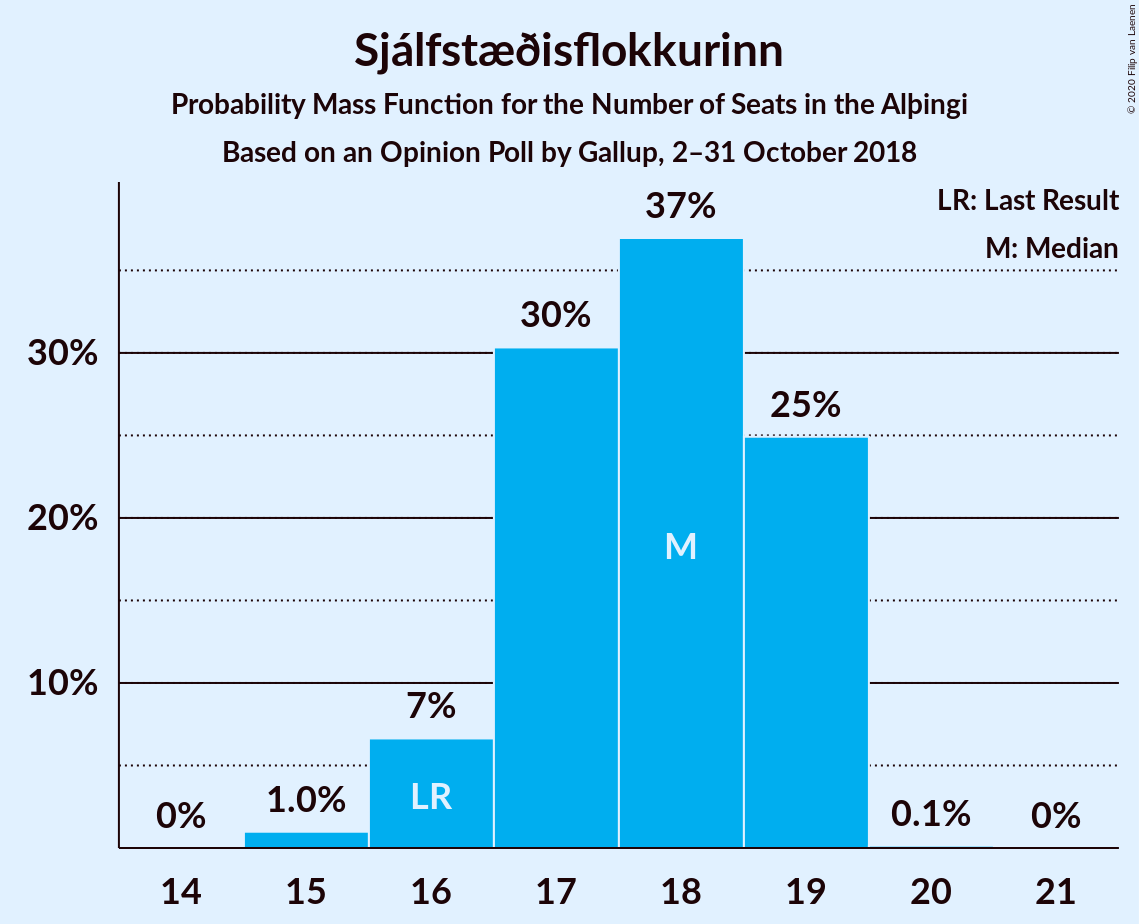 Sjálfstæðisflokkurinn
Probability Mass Function for the Number of Seats in the Alþingi
Based on an Opinion Poll by Gallup, 2–31 October 2018
© 2020 Filip van Laenen
LR: Last Result
M: Median
37%
30%
30%
25%
20%
M
10%
7%
LR
1.0%
0%
0.1%
0%
14 15 16 17 18 19 20 21